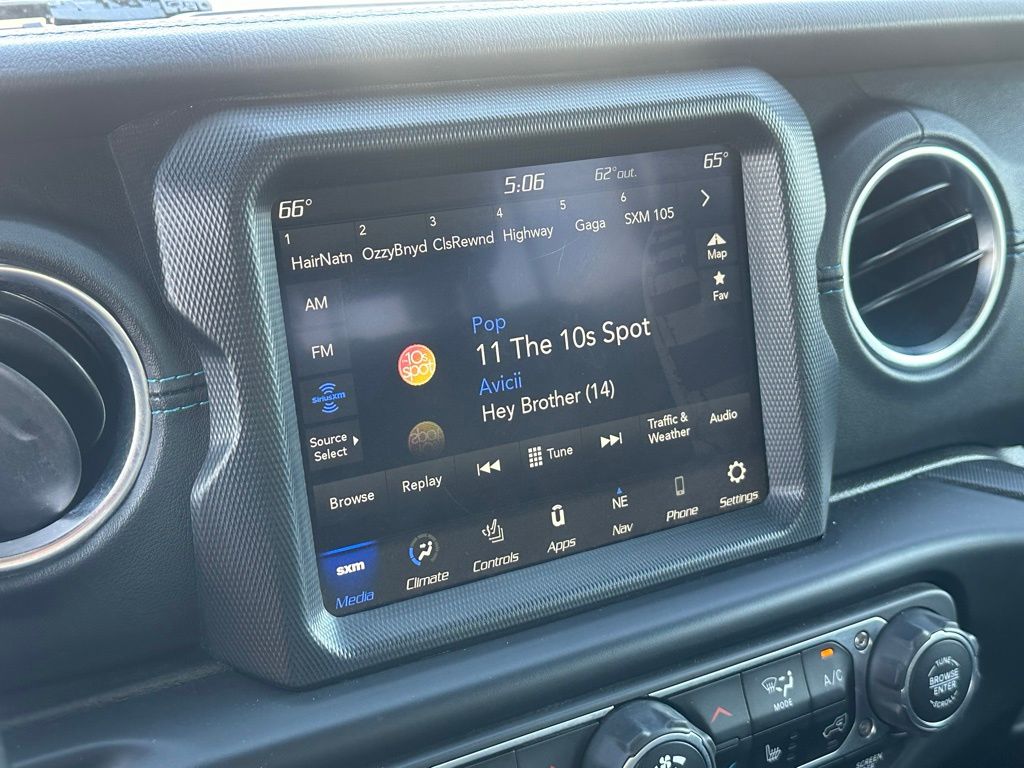 66°
5:06
62°out.
65°
1
HairNatn
2
OzzyBnyd
3
ClsRewnd
4
Highway
5
Gaga
6
SXM 105
Map
Fav
AM
FM
SiriusXM
Source
Select
10s
spot
Pop
11 The 10s Spot
Avicii
Hey Brother (14)
Browse
Replay
Tune
Traffic &
Weather
Audio
sxm
Media
Climate
Controls
Apps
NE
Nav
Phone
Settings
MODE
A/C
TUNE
BROWSE
ENTER
SCROLL
SCREEN